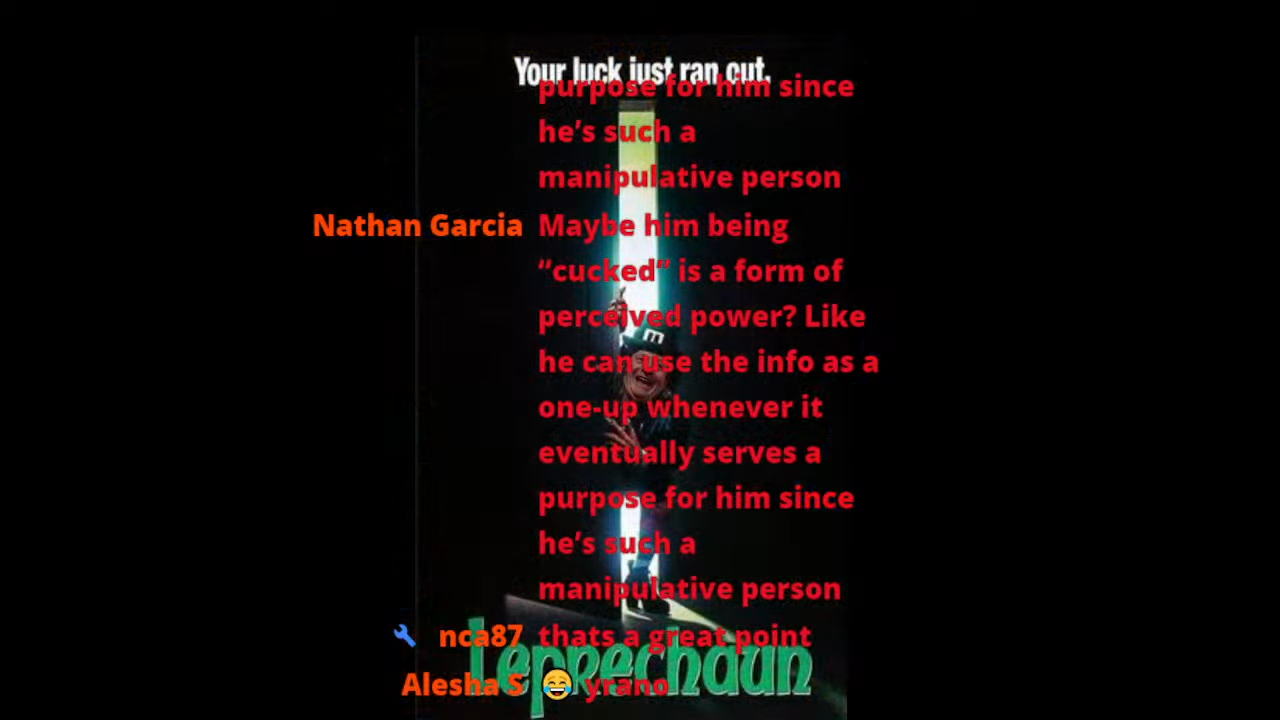 Your luck just ran out.
purpose for him since
he’s such a
manipulative person
Nathan Garcia Maybe him being
“cucked” is a form of
perceived power? Like
he can use the info as a
one-up whenever it
eventually serves a
purpose for him since
he’s such a
manipulative person
nca87 thats a great point
Leprechaun
Alesha S 😂 yrano